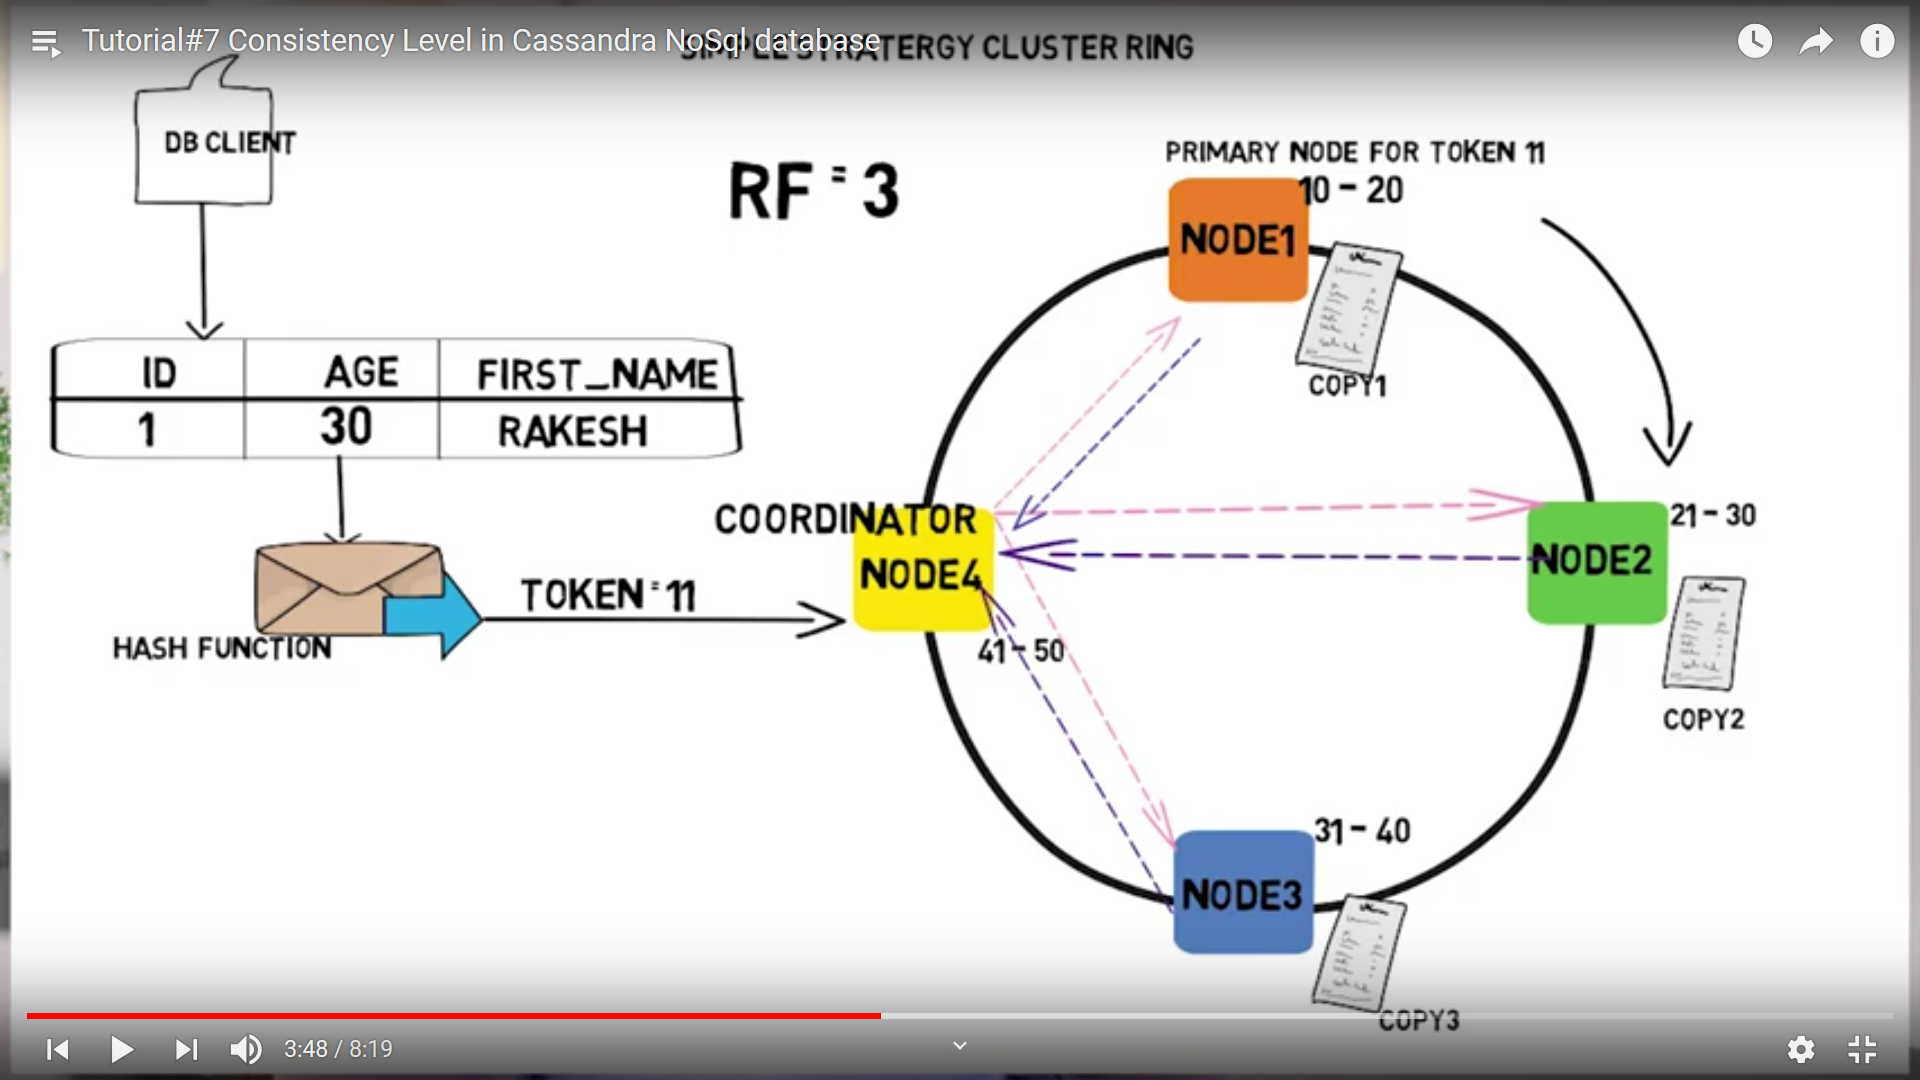 Tutorial#7 Consistency Level in Cassandra NoSql database
SIMPLE STRATERGY CLUSTER RING
DB CLIENT
RF = 3
PRIMARY NODE FOR TOKEN 11
10 - 20
NODE1
COPY1
ID AGE FIRST_NAME
1 30 RAKESH
COORDINATOR
NODE4
41 - 50
21 - 30
NODE2
COPY2
TOKEN = 11
HASH FUNCTION
31 - 40
NODE3
COPY3
3:48 / 8:19